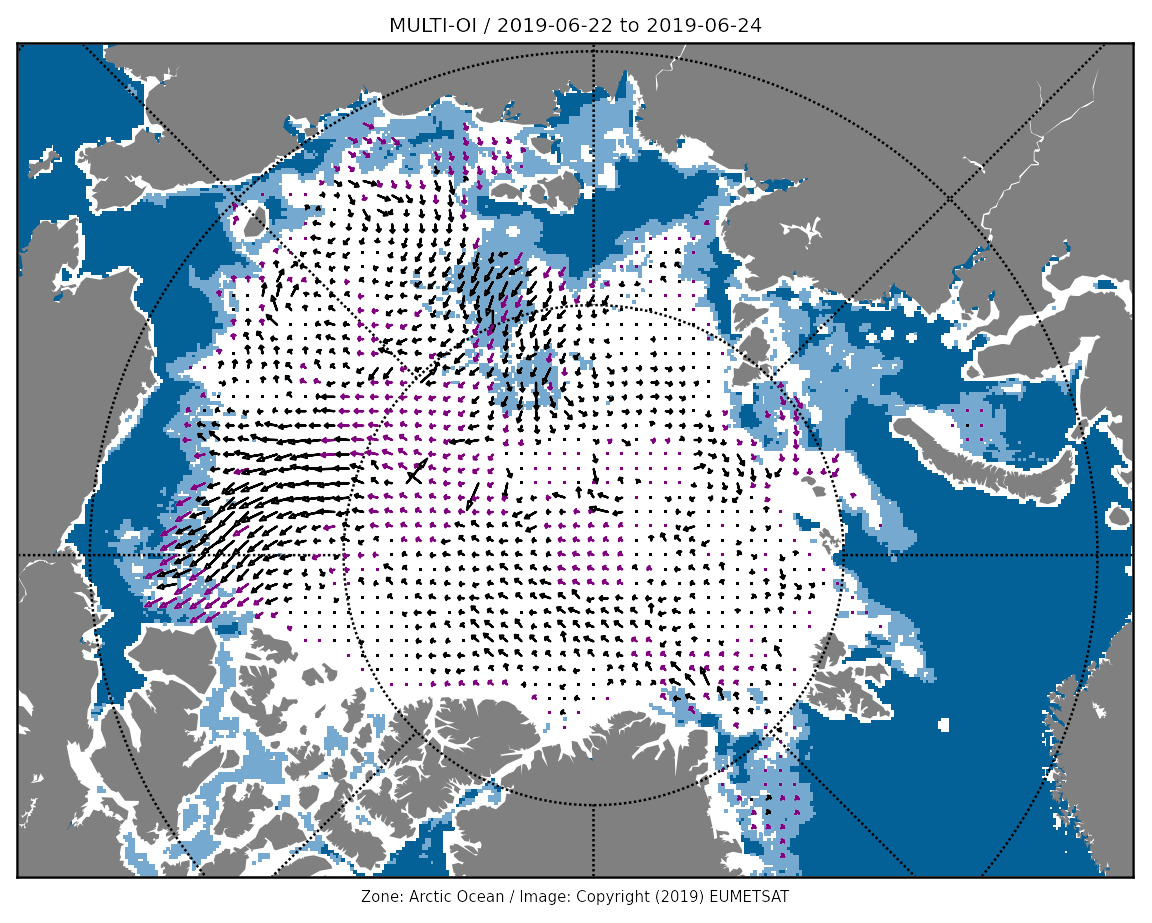 MULTI-OI / 2019-06-22 to 2019-06-24
Zone: Arctic Ocean / Image: Copyright (2019) EUMETSAT